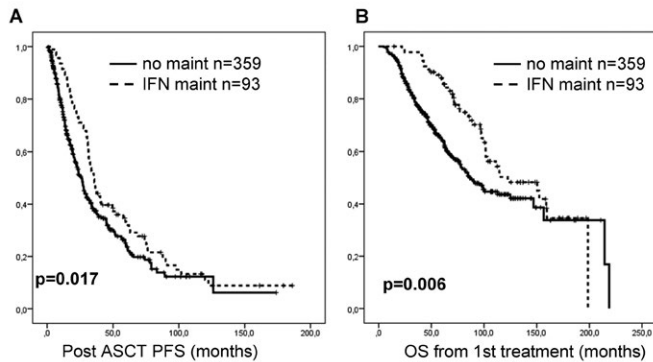 A
no maint n=359
IFN maint n=93
1,0
0,8
0,6
0,4
0,2
0,0
p=0.017
,0 50,0 100,0 150,0 200,0
Post ASCT PFS (months)
B
no maint n=359
IFN maint n=93
1,0
0,8
0,6
0,4
0,2
0,0
p=0.006
,0 50,0 100,0 150,0 200,0 250,0
OS from 1st treatment (months)